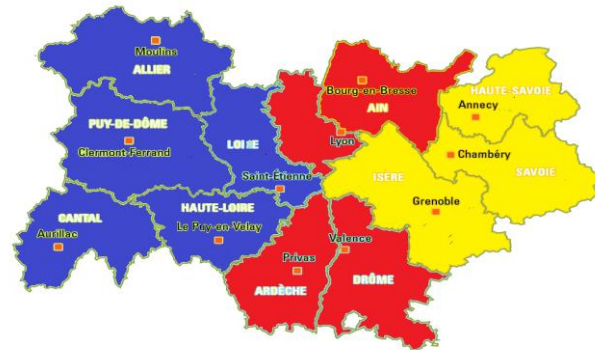 Moulins
ALLIER
Bourg-en-Bresse
AIN
HAUTE-SAVOIE
Annecy
PUY-DE-DÔME
Clermont-Ferrand
LOIRE
Lyon
Chambéry
SAVOIE
ISÈRE
Saint-Étienne
Grenoble
CANTAL
Aurillac
HAUTE-LOIRE
Le Puy-en-Velay
Valence
Privas
ARDÈCHE
DRÔME